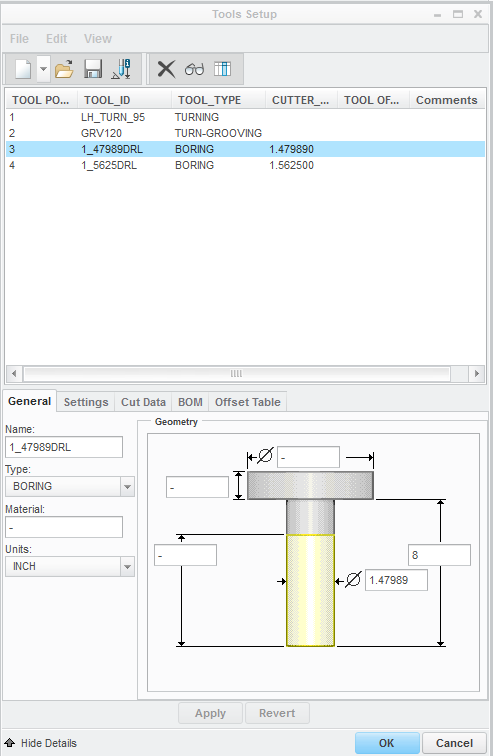 Tools Setup
File Edit View
TOOL PO... TOOL_ID TOOL_TYPE CUTTER_... TOOL OF... Comments
1 LH_TURN_95 TURNING
2 GRV120 TURN-GROOVING
3 1_47989DRL BORING 1.479890
4 1_5625DRL BORING 1.562500
General Settings Cut Data BOM Offset Table
Name:
1_47989DRL
Type:
BORING
Material:
-
Units:
INCH
Geometry
Ø -
-
- 8
Ø 1.47989
Apply Revert
Hide Details OK Cancel